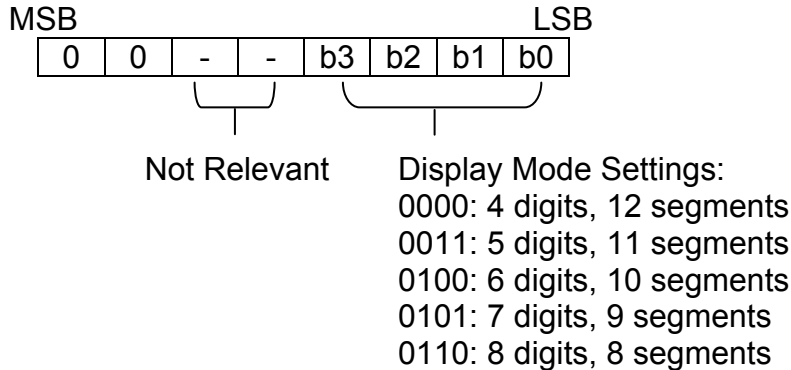 MSB LSB
0 0 - - b3 b2 b1 b0
Not Relevant Display Mode Settings:
0000: 4 digits, 12 segments
0011: 5 digits, 11 segments
0100: 6 digits, 10 segments
0101: 7 digits, 9 segments
0110: 8 digits, 8 segments